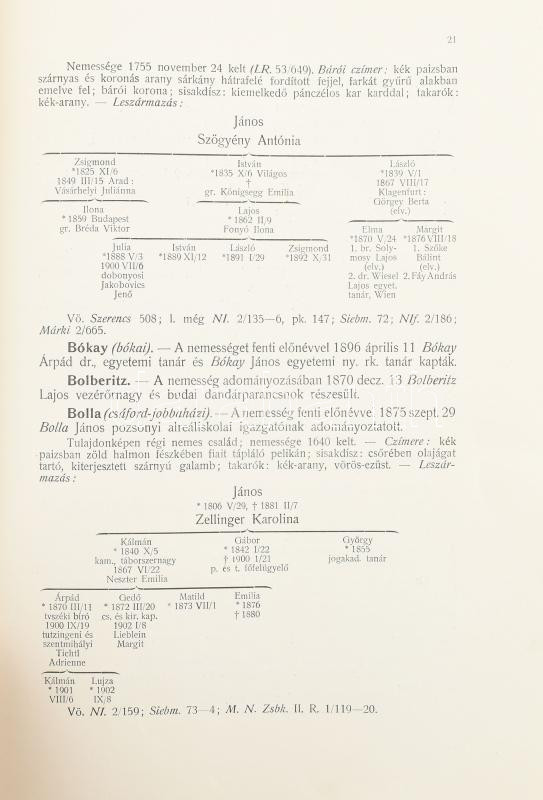 21
Nemessége 1755 november 24 kelt (LR. 53/649). Bárói czímer: kék paizsban
szárnyas és koronás arany sárkány hátrafelé fordított fejjel, farkát gyűrű alakban
emelve fel; bárói korona; sisakdísz: kiemelkedő pánczélos kar karddal; takarók:
kék-arany. — Leszármazás:
János
Szögyény Antónia
Zsigmond
*1825 XI/6
1849 III/15 Arad:
Vásárhelyi Juliánna
István
*1835 X/6 Világos
†
gr. Königsegg Emilia
László
*1839 V/1
1867 VIII/17
Klagenfurt:
Görgey Berta
(elv.)
Ilona
*1859 Budapest
gr. Bréda Viktor
Lajos
*1862 II/9
Fonyó Ilona
Elma
*1870 V/24
1. br. Soly-
mosy Lajos
(elv.)
2. dr. Wiesel
Lajos egyet.
tanár, Wien
Margit
*1876 VIII/18
1. Szőke
Bálint
(elv.)
2. Fáy András
Julia
*1888 V/3
1900 VII/6
dobonyosi
Jakobovics
Jenő
István
*1889 XI/12
László
*1891 I/29
Zsigmond
*1892 X/31
Vö. Szerencs 508; l. még NI. 2/135—6, pk. 147; Siebm. 72; NIf. 2/186;
Márki 2/665.
Bókay (bókai). — A nemességet fenti előnévvel 1896 április 11 Bókay
Árpád dr., egyetemi tanár és Bókay János egyetemi ny. rk. tanár kapták.
Bolberitz. — A nemesség adományozásában 1870 decz. 13 Bolberitz
Lajos vezérőrnagy és budai dandárparancsnok részesült.
Bolla (csáford-jobbaházi). — A nemesség fenti előnévvel 1875 szept. 29
Bolla János pozsonyi alreáliskolai igazgatónak adományoztatott.
Tulajdonképen régi nemes család; nemessége 1640 kelt. — Czímere: kék
paizsban zöld halmon fészkében fiait tápláló pelikán; sisakdísz: csőrében olajágat
tartó, kiterjesztett szárnyú galamb; takarók: kék-arany, vörös-ezüst. — Leszár-
mazás:
János
* 1806 V/29, † 1881 II/7
Zellinger Karolina
Kálmán
* 1840 X/5
kam., táborszernagy
1867 VI/22
Neszter Emilia
Gábor
* 1842 I/22
† 1900 I/21
p. és t. főfelügyelő
György
* 1855
jogakad. tanár
Árpád
* 1870 III/11
tvszéki bíró
1900 IX/19
tutzingeni és
szentmihályi
Tichtl
Adrienne
Gedő
* 1872 III/20
cs. és kir. kap.
1902 I/8
Lieblein
Margit
Matild
* 1873 VII/1
Emilia
* 1876
† 1880
Kálmán
* 1901
VIII/6
Lujza
* 1902
IX/8
Vö. NI. 2/159; Siebm. 73—4; M. N. Zsbk. II. R. 1/119—20.